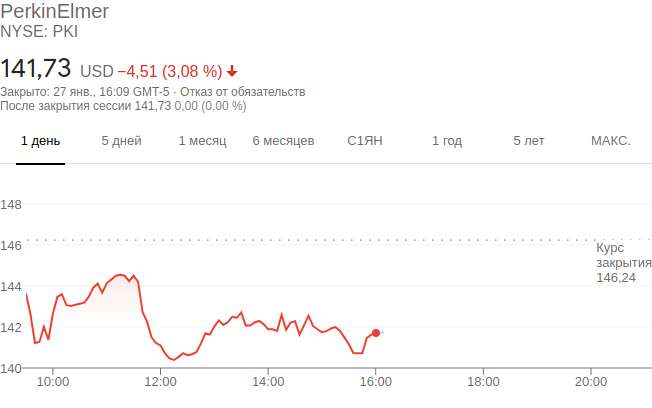 PerkinElmer
NYSE: PKI
141,73 USD −4,51 (3,08 %)
Закрыто: 27 янв., 16:09 GMT-5 · Отказ от обязательств
После закрытия сессии 141,73 0,00 (0,00 %)
1 день 5 дней 1 месяц 6 месяцев С1ЯН 1 год 5 лет МАКС.
148
146
Курс
закрытия
146,24
144
142
140
10:00 12:00 14:00 16:00 18:00 20:00